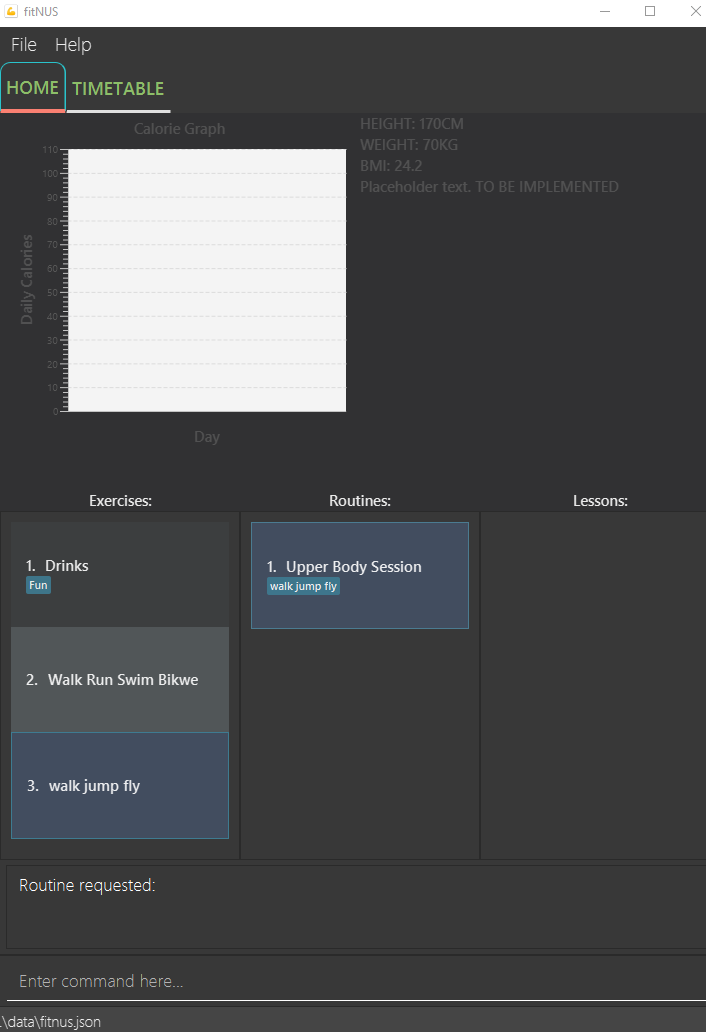 fitNUS
File Help
HOME TIMETABLE
Calorie Graph
HEIGHT: 170CM
WEIGHT: 70KG
BMI: 24.2
Placeholder text. TO BE IMPLEMENTED
110
100
90
80
70
60
50
40
30
20
10
0
Daily Calories
Day
Exercises: Routines: Lessons:
1. Drinks
Fun
2. Walk Run Swim Bikwe
3. walk jump fly
1. Upper Body Session
walk jump fly
Routine requested:
Enter command here...
.\data\fitnus.json